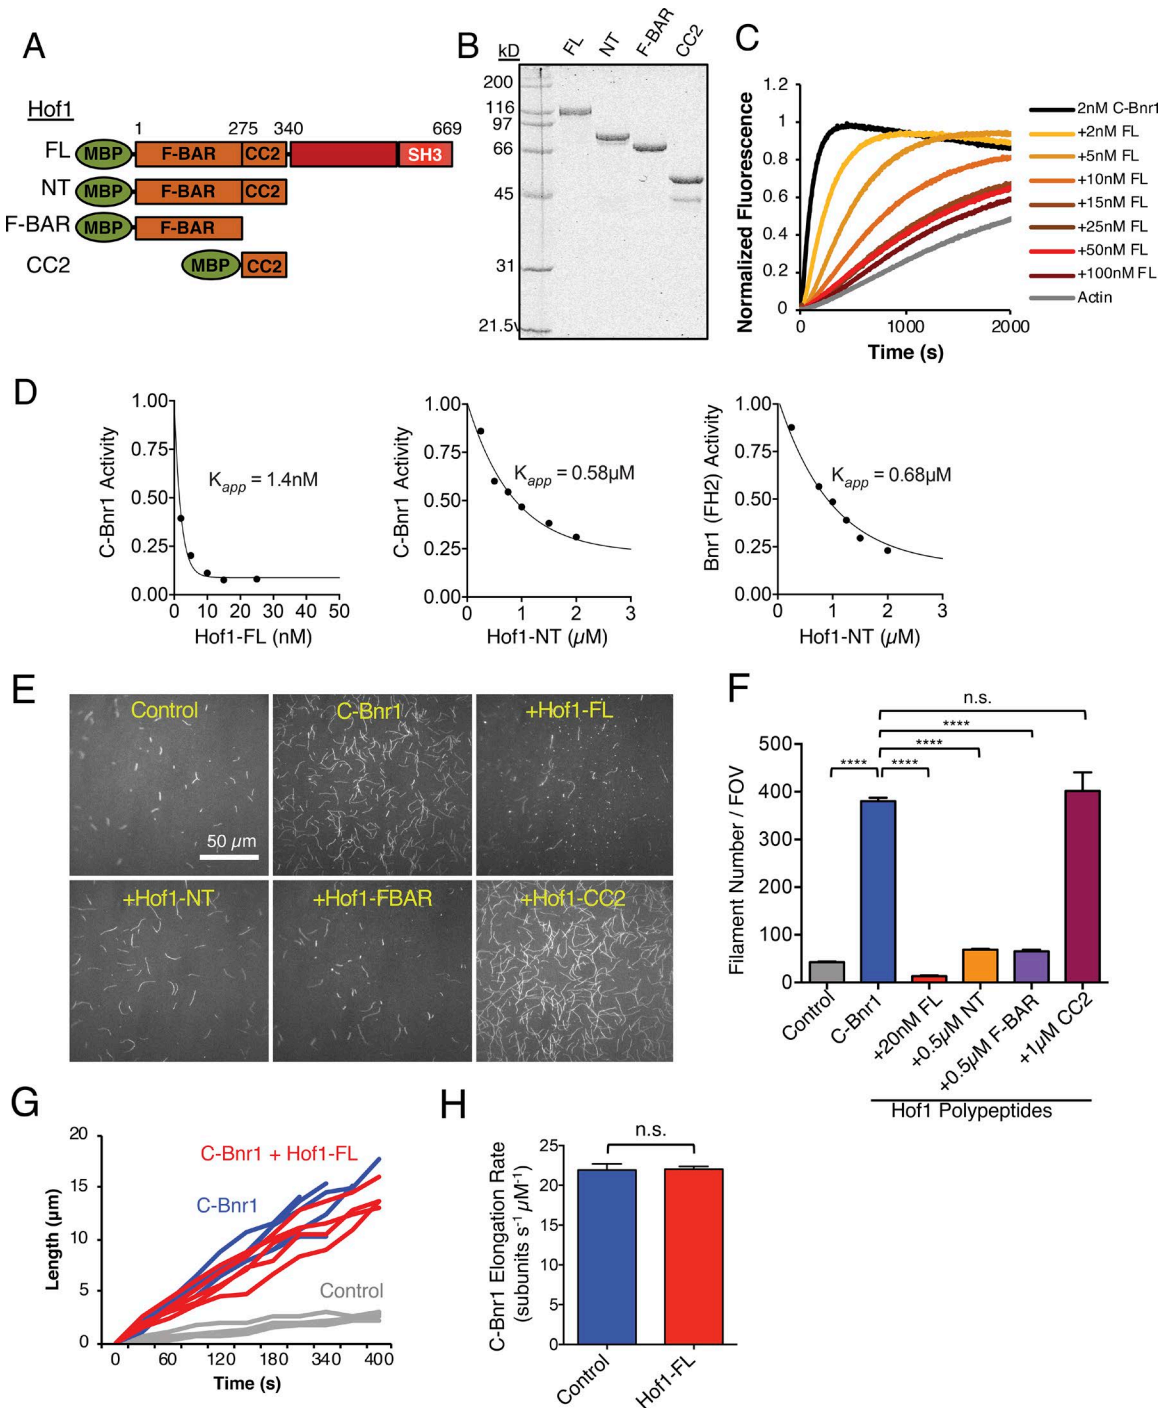 A
Hof1
1 275 340 669
FL MBP F-BAR CC2 SH3
NT MBP F-BAR CC2
F-BAR MBP F-BAR
CC2 MBP CC2
B
kD FL NT F-BAR CC2
200
116
97
66
45
31
21.5
C
Normalized Fluorescence
1.2
1
0.8
0.6
0.4
0.2
0
0 1000 2000
Time (s)
2nM C-Bnr1
+2nM FL
+5nM FL
+10nM FL
+15nM FL
+25nM FL
+50nM FL
+100nM FL
Actin
D
C-Bnr1 Activity
1.00
0.75
0.50
0.25
0.00
Kapp = 1.4nM
0 10 20 30 40 50
Hof1-FL (nM)
C-Bnr1 Activity
1.00
0.75
0.50
0.25
0.00
Kapp = 0.58µM
0 1 2 3
Hof1-NT (µM)
Bnr1 (FH2) Activity
1.00
0.75
0.50
0.25
0.00
Kapp = 0.68µM
0 1 2 3
Hof1-NT (µM)
E
Control C-Bnr1 +Hof1-FL
50 µm
+Hof1-NT +Hof1-FBAR +Hof1-CC2
F
n.s.
****
****
**** ****
Filament Number / FOV
500
400
300
200
100
0
Control
C-Bnr1
+20nM FL
+0.5µM NT
+0.5µM F-BAR
+1µM CC2
Hof1 Polypeptides
G
Length (µm)
20
15
10
5
0
C-Bnr1 + Hof1-FL
C-Bnr1
Control
0 60 120 180 240 340 400
Time (s)
H
n.s.
C-Bnr1 Elongation Rate
(subunits s⁻¹ µM⁻¹)
25
20
15
10
5
0
Control
Hof1-FL